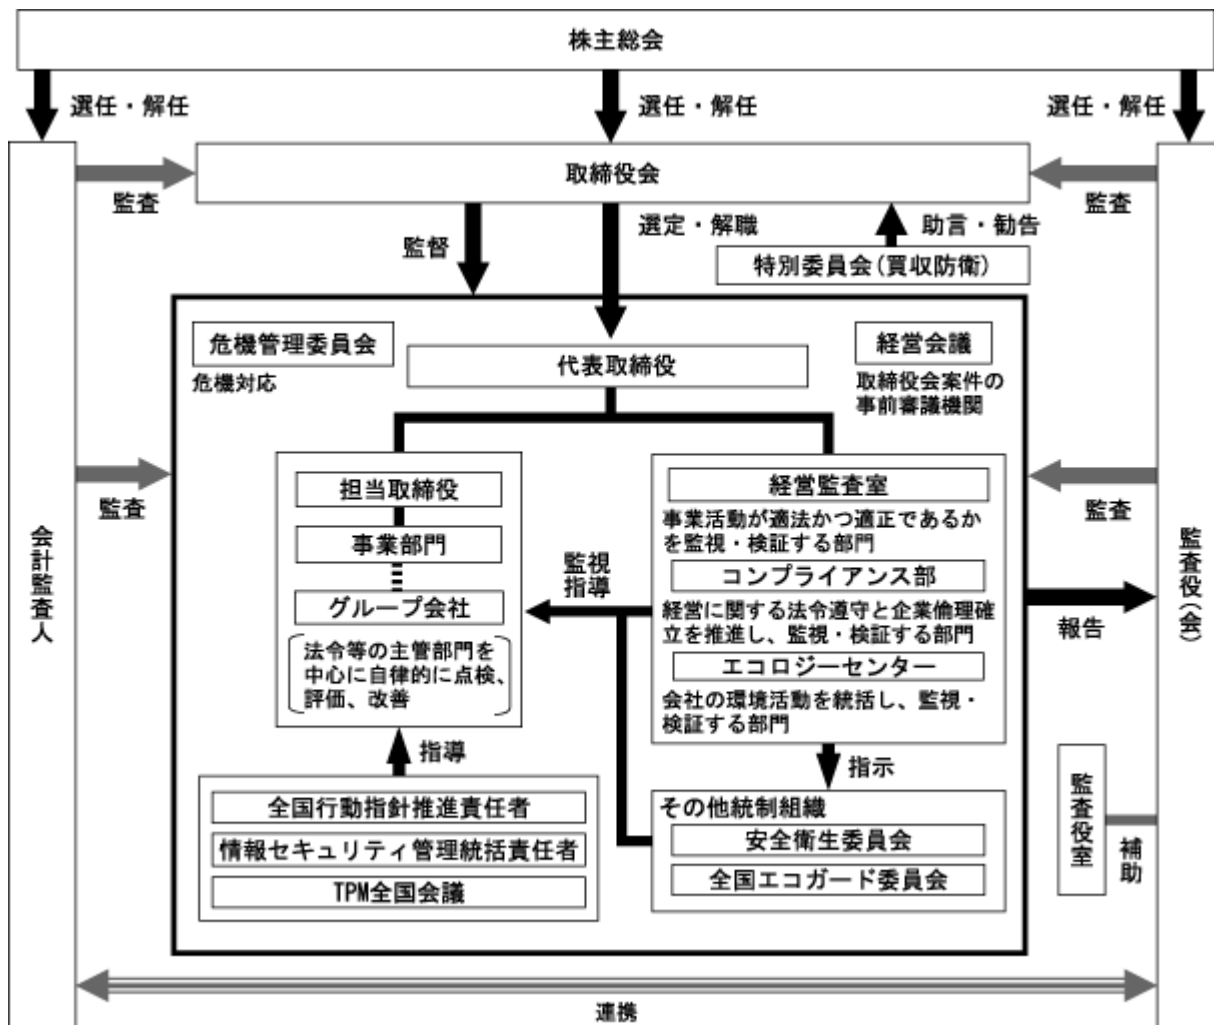 株主総会
選任・解任
選任・解任
選任・解任
取締役会
監査
監査
監督
選定・解職
助言・勧告
特別委員会(買収防衛)
危機管理委員会
危機対応
代表取締役
経営会議
取締役会案件の
事前審議機関
担当取締役
事業部門
グループ会社
法令等の主管部門を
中心に自律的に点検、
評価、改善
監視
指導
経営監査室
事業活動が適法かつ適正であるか
を監視・検証する部門
コンプライアンス部
経営に関する法令遵守と企業倫理確
立を推進し、監視・検証する部門
エコロジーセンター
会社の環境活動を統括し、監視・
検証する部門
監査
監査
会計監査人
監査役(会)
報告
指導
指示
全国行動指針推進責任者
情報セキュリティ管理統括責任者
TPM全国会議
その他統制組織
安全衛生委員会
全国エコガード委員会
監査役室
補助
連携